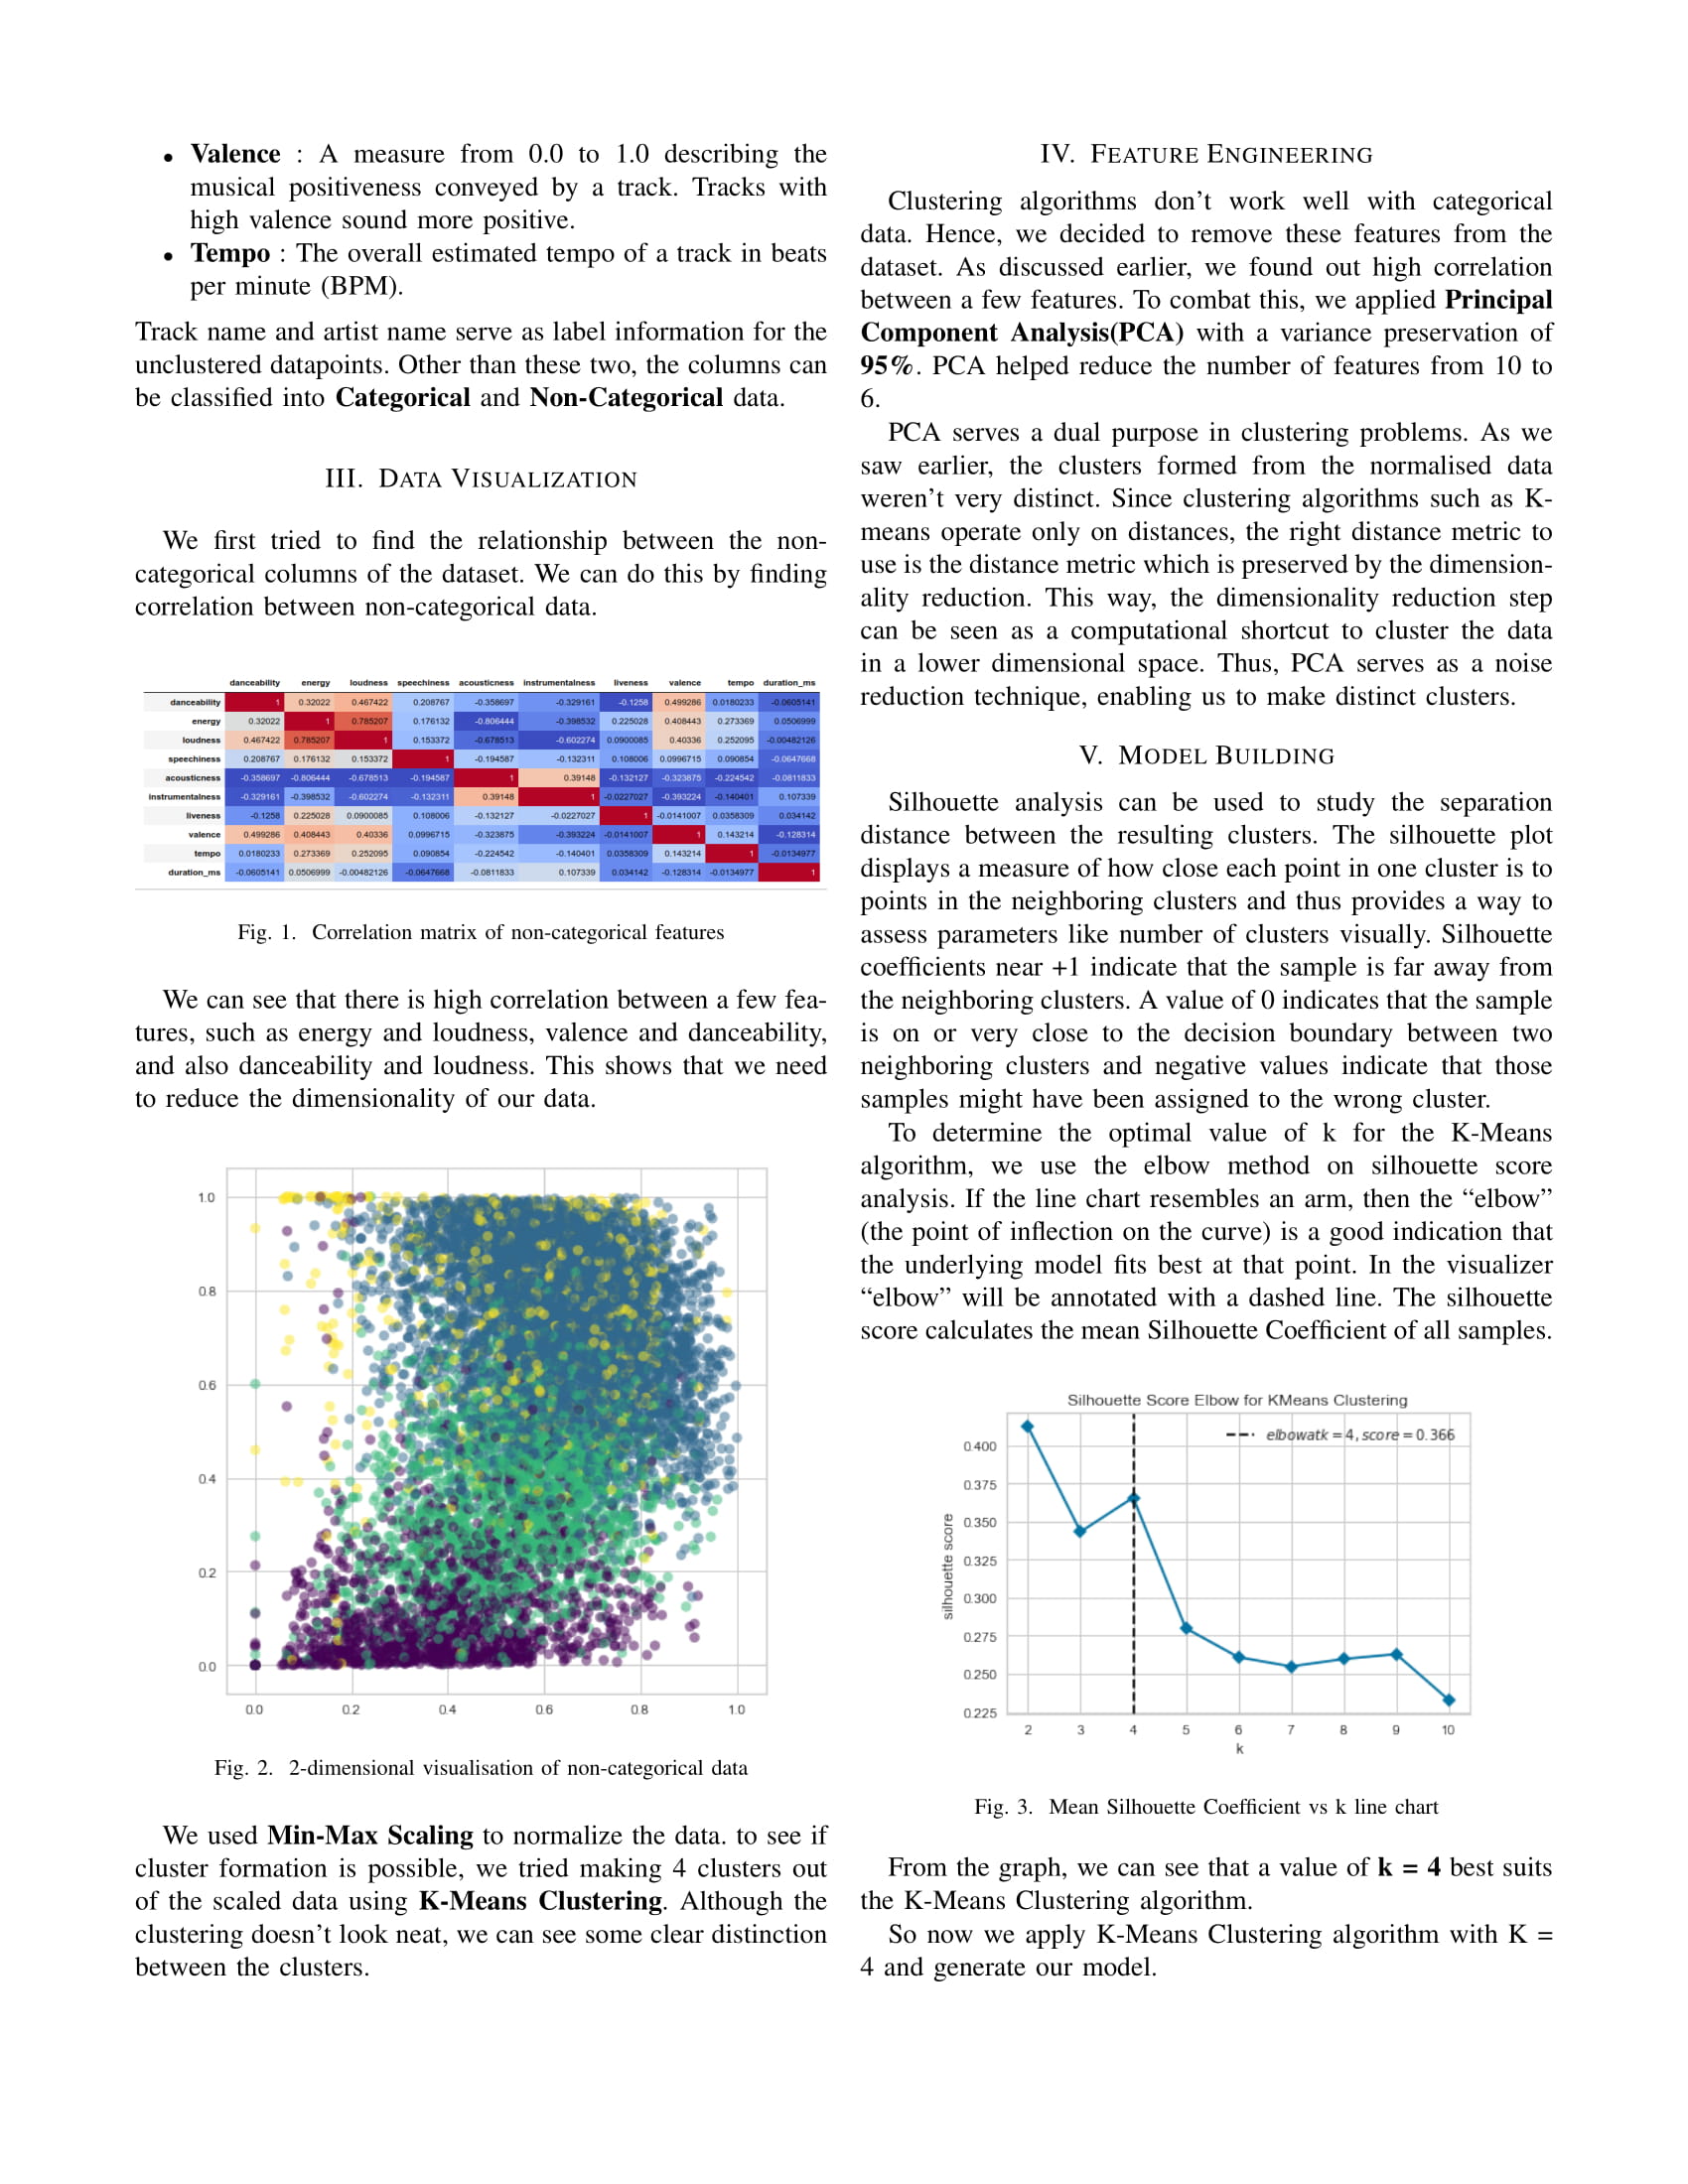 • Valence : A measure from 0.0 to 1.0 describing the
musical positiveness conveyed by a track. Tracks with
high valence sound more positive.
• Tempo : The overall estimated tempo of a track in beats
per minute (BPM).
Track name and artist name serve as label information for the
unclustered datapoints. Other than these two, the columns can
be classified into Categorical and Non-Categorical data.
III. DATA VISUALIZATION
We first tried to find the relationship between the non-
categorical columns of the dataset. We can do this by finding
correlation between non-categorical data.
danceability energy loudness speechiness acousticness instrumentalness liveness valence tempo duration_ms
danceability 1 0.32022 0.467422 0.208767 -0.358697 -0.329161 -0.1258 0.499286 0.0180233 -0.0605141
energy 0.32022 1 0.785207 0.176132 -0.806444 -0.398532 0.225028 0.408443 0.273369 0.0506999
loudness 0.467422 0.785207 1 0.153372 -0.678513 -0.602274 0.0900085 0.40336 0.252095 -0.00482126
speechiness 0.208767 0.176132 0.153372 1 -0.194587 -0.132311 0.108006 0.0996715 0.090854 -0.0647668
acousticness -0.358697 -0.806444 -0.678513 -0.194587 1 0.39148 -0.132127 -0.323875 -0.224542 -0.0811833
instrumentalness -0.329161 -0.398532 -0.602274 -0.132311 0.39148 1 -0.0227027 -0.393224 -0.140401 0.107339
liveness -0.1258 0.225028 0.0900085 0.108006 -0.132127 -0.0227027 1 -0.0141007 0.0358309 0.034142
valence 0.499286 0.408443 0.40336 0.0996715 -0.323875 -0.393224 -0.0141007 1 0.143214 -0.128314
tempo 0.0180233 0.273369 0.252095 0.090854 -0.224542 -0.140401 0.0358309 0.143214 1 -0.0134977
duration_ms -0.0605141 0.0506999 -0.00482126 -0.0647668 -0.0811833 0.107339 0.034142 -0.128314 -0.0134977 1
Fig. 1. Correlation matrix of non-categorical features
We can see that there is high correlation between a few fea-
tures, such as energy and loudness, valence and danceability,
and also danceability and loudness. This shows that we need
to reduce the dimensionality of our data.
1.0
0.8
0.6
0.4
0.2
0.0
0.0 0.2 0.4 0.6 0.8 1.0
Fig. 2. 2-dimensional visualisation of non-categorical data
We used Min-Max Scaling to normalize the data. to see if
cluster formation is possible, we tried making 4 clusters out
of the scaled data using K-Means Clustering. Although the
clustering doesn't look neat, we can see some clear distinction
between the clusters.
IV. FEATURE ENGINEERING
Clustering algorithms don't work well with categorical
data. Hence, we decided to remove these features from the
dataset. As discussed earlier, we found out high correlation
between a few features. To combat this, we applied Principal
Component Analysis(PCA) with a variance preservation of
95%. PCA helped reduce the number of features from 10 to
6.
PCA serves a dual purpose in clustering problems. As we
saw earlier, the clusters formed from the normalised data
weren't very distinct. Since clustering algorithms such as K-
means operate only on distances, the right distance metric to
use is the distance metric which is preserved by the dimension-
ality reduction. This way, the dimensionality reduction step
can be seen as a computational shortcut to cluster the data
in a lower dimensional space. Thus, PCA serves as a noise
reduction technique, enabling us to make distinct clusters.
V. MODEL BUILDING
Silhouette analysis can be used to study the separation
distance between the resulting clusters. The silhouette plot
displays a measure of how close each point in one cluster is to
points in the neighboring clusters and thus provides a way to
assess parameters like number of clusters visually. Silhouette
coefficients near +1 indicate that the sample is far away from
the neighboring clusters. A value of 0 indicates that the sample
is on or very close to the decision boundary between two
neighboring clusters and negative values indicate that those
samples might have been assigned to the wrong cluster.
To determine the optimal value of k for the K-Means
algorithm, we use the elbow method on silhouette score
analysis. If the line chart resembles an arm, then the “elbow”
(the point of inflection on the curve) is a good indication that
the underlying model fits best at that point. In the visualizer
“elbow” will be annotated with a dashed line. The silhouette
score calculates the mean Silhouette Coefficient of all samples.
Silhouette Score Elbow for KMeans Clustering
elbowatk = 4, score = 0.366
silhouette score
0.400
0.375
0.350
0.325
0.300
0.275
0.250
0.225
2 3 4 5 6 7 8 9 10
k
Fig. 3. Mean Silhouette Coefficient vs k line chart
From the graph, we can see that a value of k = 4 best suits
the K-Means Clustering algorithm.
So now we apply K-Means Clustering algorithm with K =
4 and generate our model.